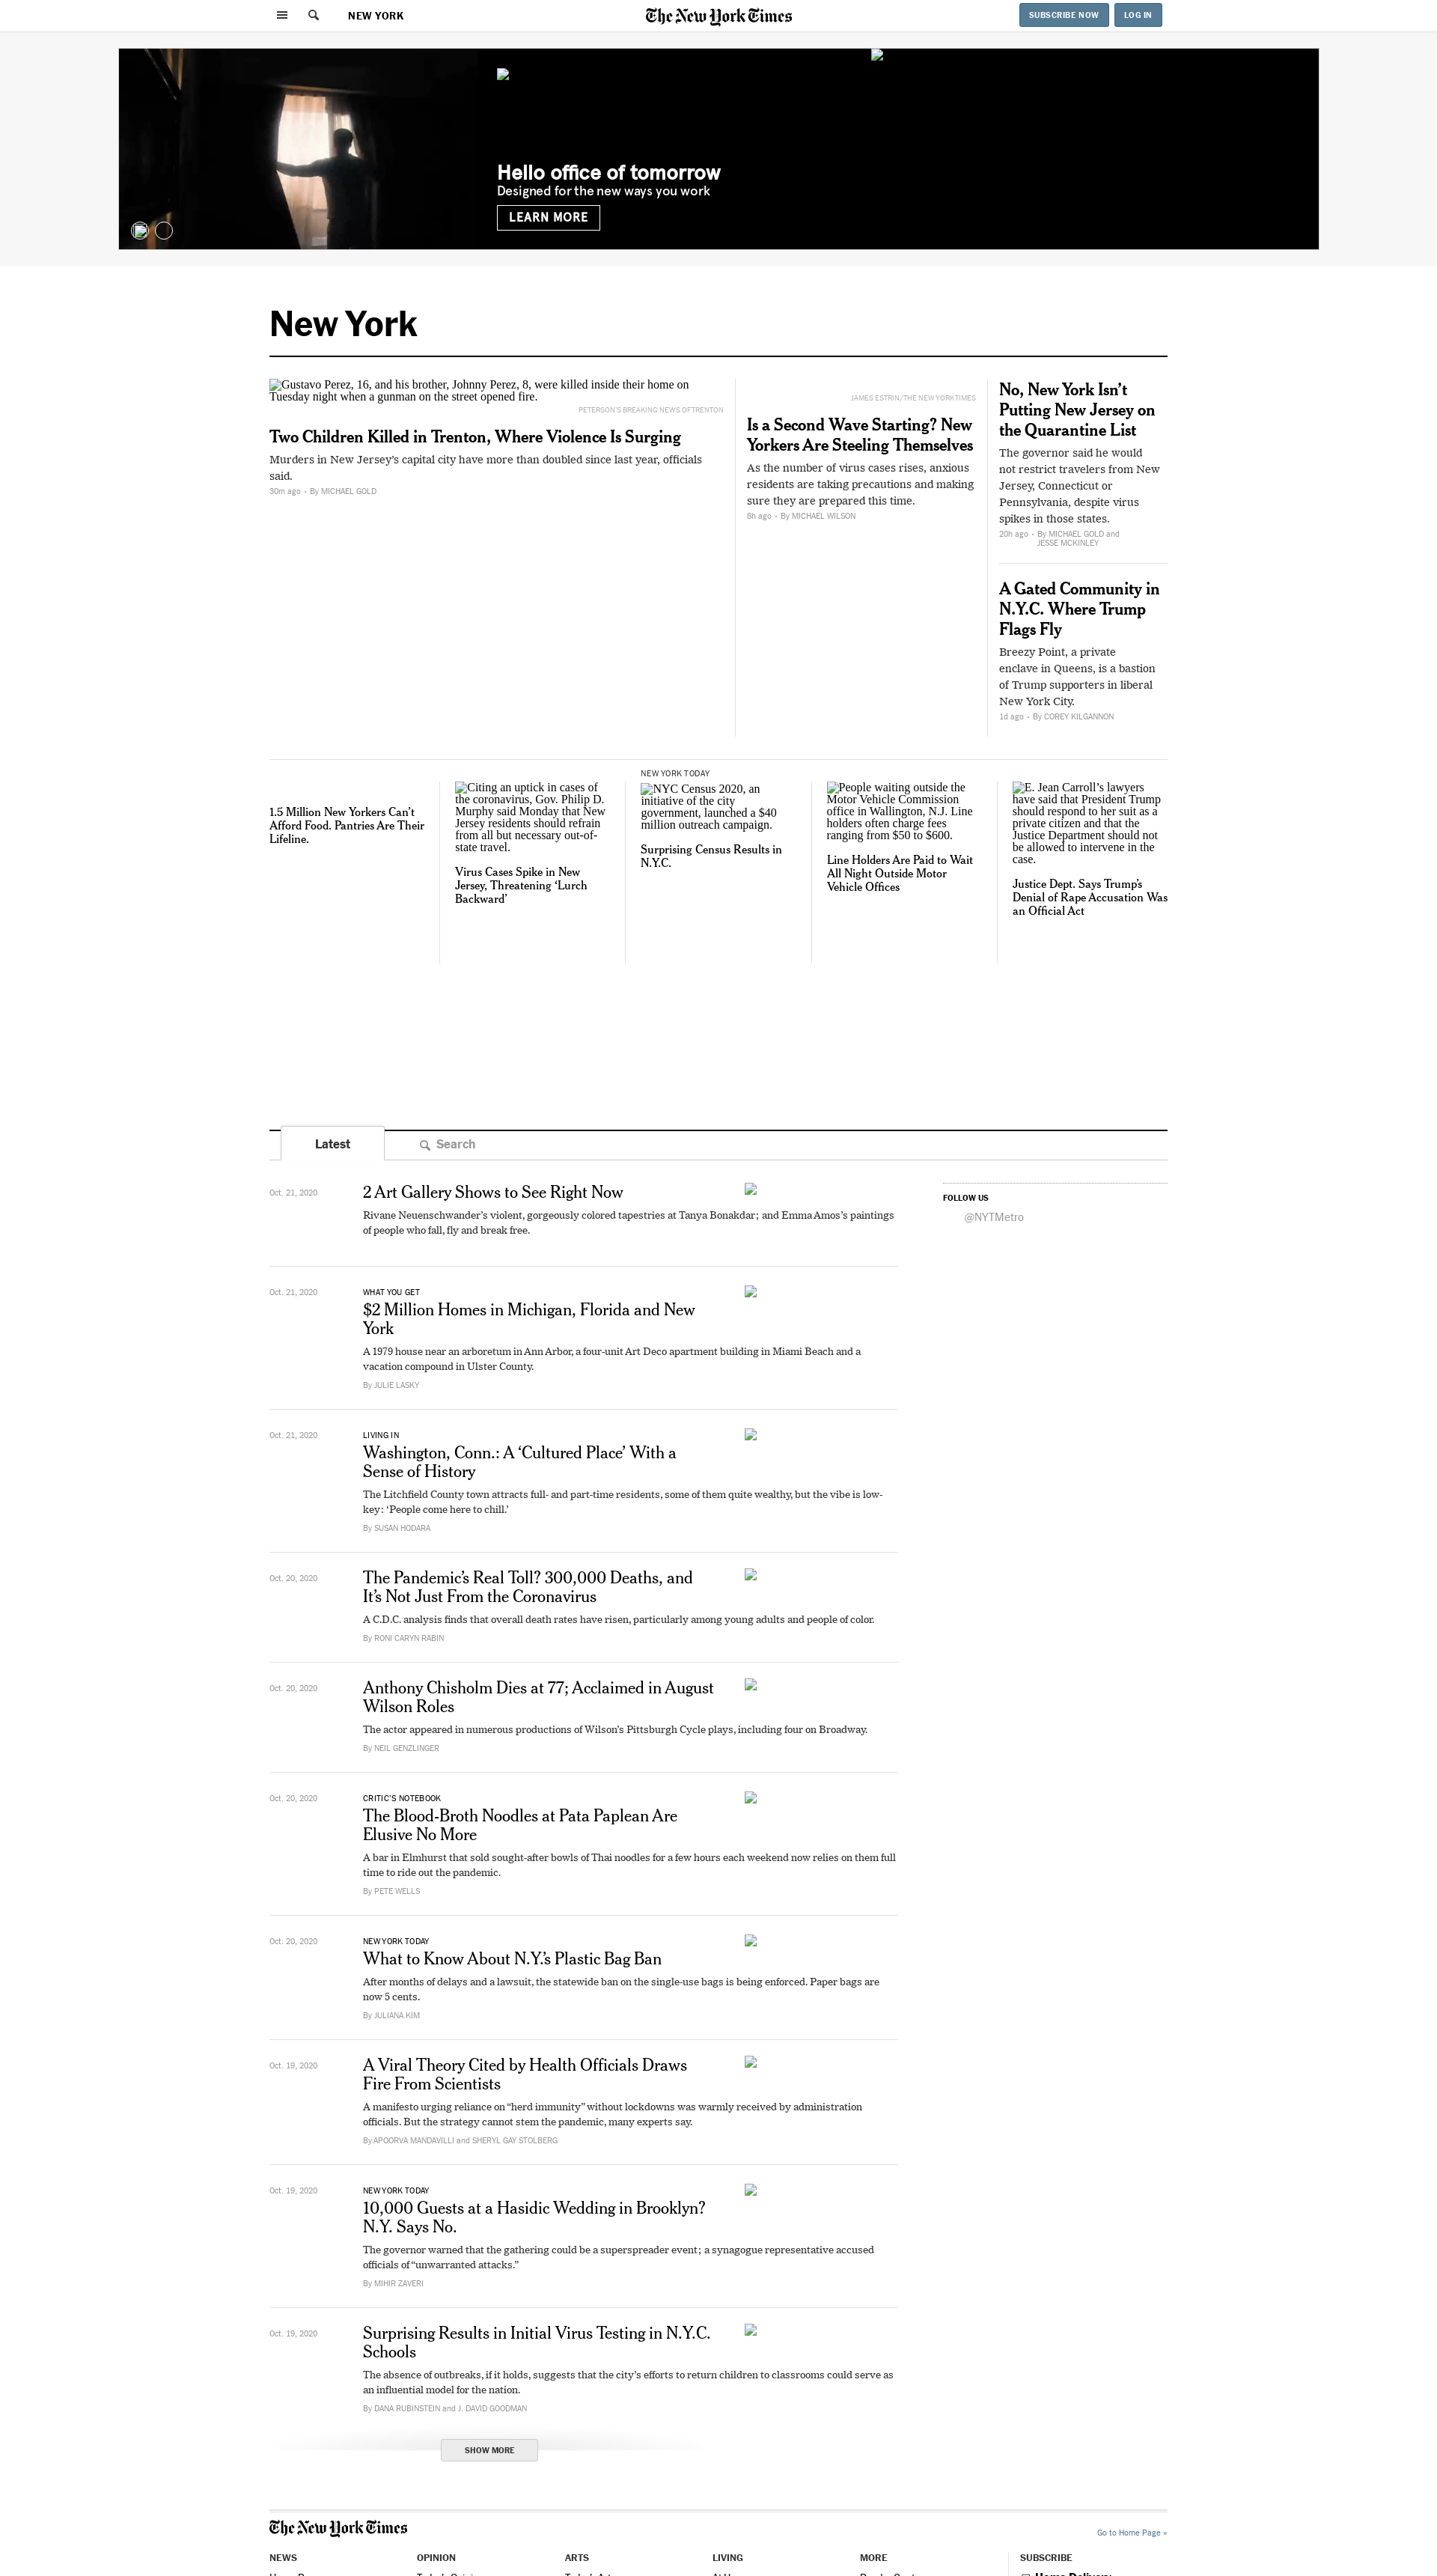 NEW YORK
The New York Times
SUBSCRIBE NOW
LOG IN
Hello office of tomorrow
Designed for the new ways you work
LEARN MORE
New York
Gustavo Perez, 16, and his brother, Johnny Perez, 8, were killed inside their home on
Tuesday night when a gunman on the street opened fire.
PETERSON'S BREAKING NEWS OFTRENTON
Two Children Killed in Trenton, Where Violence Is Surging
Murders in New Jersey’s capital city have more than doubled since last year, officials
said.
30m ago • By MICHAEL GOLD
JAMES ESTRIN/THE NEW YORK TIMES
Is a Second Wave Starting? New
Yorkers Are Steeling Themselves
As the number of virus cases rises, anxious
residents are taking precautions and making
sure they are prepared this time.
8h ago • By MICHAEL WILSON
No, New York Isn’t
Putting New Jersey on
the Quarantine List
The governor said he would
not restrict travelers from New
Jersey, Connecticut or
Pennsylvania, despite virus
spikes in those states.
20h ago • By MICHAEL GOLD and
JESSE MCKINLEY
A Gated Community in
N.Y.C. Where Trump
Flags Fly
Breezy Point, a private
enclave in Queens, is a bastion
of Trump supporters in liberal
New York City.
1d ago • By COREY KILGANNON
1.5 Million New Yorkers Can’t
Afford Food. Pantries Are Their
Lifeline.
Citing an uptick in cases of
the coronavirus, Gov. Philip D.
Murphy said Monday that New
Jersey residents should refrain
from all but necessary out-of-
state travel.
Virus Cases Spike in New
Jersey, Threatening ‘Lurch
Backward’
NEW YORK TODAY
NYC Census 2020, an
initiative of the city
government, launched a $40
million outreach campaign.
Surprising Census Results in
N.Y.C.
People waiting outside the
Motor Vehicle Commission
office in Wallington, N.J. Line
holders often charge fees
ranging from $50 to $600.
Line Holders Are Paid to Wait
All Night Outside Motor
Vehicle Offices
E. Jean Carroll’s lawyers
have said that President Trump
should respond to her suit as a
private citizen and that the
Justice Department should not
be allowed to intervene in the
case.
Justice Dept. Says Trump’s
Denial of Rape Accusation Was
an Official Act
Latest
Search
Oct. 21, 2020
2 Art Gallery Shows to See Right Now
Rivane Neuenschwander’s violent, gorgeously colored tapestries at Tanya Bonakdar; and Emma Amos’s paintings
of people who fall, fly and break free.
FOLLOW US
@NYTMetro
Oct. 21, 2020
WHAT YOU GET
$2 Million Homes in Michigan, Florida and New
York
A 1979 house near an arboretum in Ann Arbor, a four-unit Art Deco apartment building in Miami Beach and a
vacation compound in Ulster County.
By JULIE LASKY
Oct. 21, 2020
LIVING IN
Washington, Conn.: A ‘Cultured Place’ With a
Sense of History
The Litchfield County town attracts full- and part-time residents, some of them quite wealthy, but the vibe is low-
key: ‘People come here to chill.’
By SUSAN HODARA
Oct. 20, 2020
The Pandemic’s Real Toll? 300,000 Deaths, and
It’s Not Just From the Coronavirus
A C.D.C. analysis finds that overall death rates have risen, particularly among young adults and people of color.
By RONI CARYN RABIN
Oct. 20, 2020
Anthony Chisholm Dies at 77; Acclaimed in August
Wilson Roles
The actor appeared in numerous productions of Wilson’s Pittsburgh Cycle plays, including four on Broadway.
By NEIL GENZLINGER
Oct. 20, 2020
CRITIC’S NOTEBOOK
The Blood-Broth Noodles at Pata Paplean Are
Elusive No More
A bar in Elmhurst that sold sought-after bowls of Thai noodles for a few hours each weekend now relies on them full
time to ride out the pandemic.
By PETE WELLS
Oct. 20, 2020
NEW YORK TODAY
What to Know About N.Y.’s Plastic Bag Ban
After months of delays and a lawsuit, the statewide ban on the single-use bags is being enforced. Paper bags are
now 5 cents.
By JULIANA KIM
Oct. 19, 2020
A Viral Theory Cited by Health Officials Draws
Fire From Scientists
A manifesto urging reliance on “herd immunity” without lockdowns was warmly received by administration
officials. But the strategy cannot stem the pandemic, many experts say.
By APOORVA MANDAVILLI and SHERYL GAY STOLBERG
Oct. 19, 2020
NEW YORK TODAY
10,000 Guests at a Hasidic Wedding in Brooklyn?
N.Y. Says No.
The governor warned that the gathering could be a superspreader event; a synagogue representative accused
officials of “unwarranted attacks.”
By MIHIR ZAVERI
Oct. 19, 2020
Surprising Results in Initial Virus Testing in N.Y.C.
Schools
The absence of outbreaks, if it holds, suggests that the city’s efforts to return children to classrooms could serve as
an influential model for the nation.
By DANA RUBINSTEIN and J. DAVID GOODMAN
SHOW MORE
The New York Times
Go to Home Page »
NEWS
OPINION
ARTS
LIVING
MORE
SUBSCRIBE